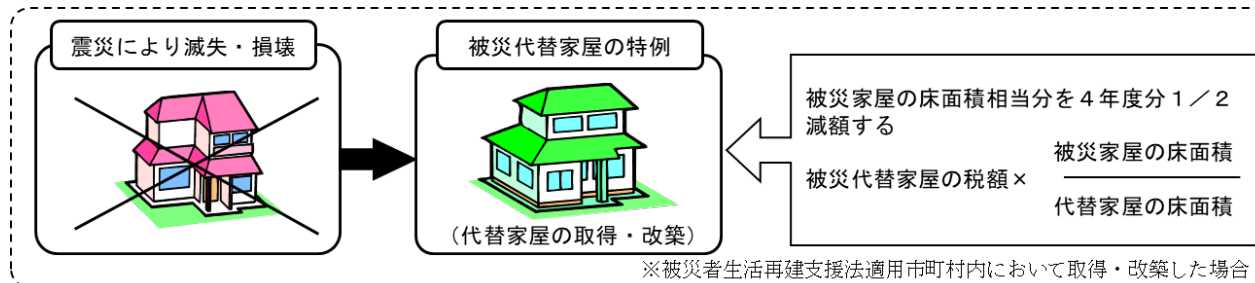 震災により滅失・損壊
被災代替家屋の特例
(代替家屋の取得・改築)
被災家屋の床面積相当分を4年度分1/2
減額する
被災代替家屋の税額×
被災家屋の床面積
代替家屋の床面積
※被災者生活再建支援法適用市町村内において取得・改築した場合